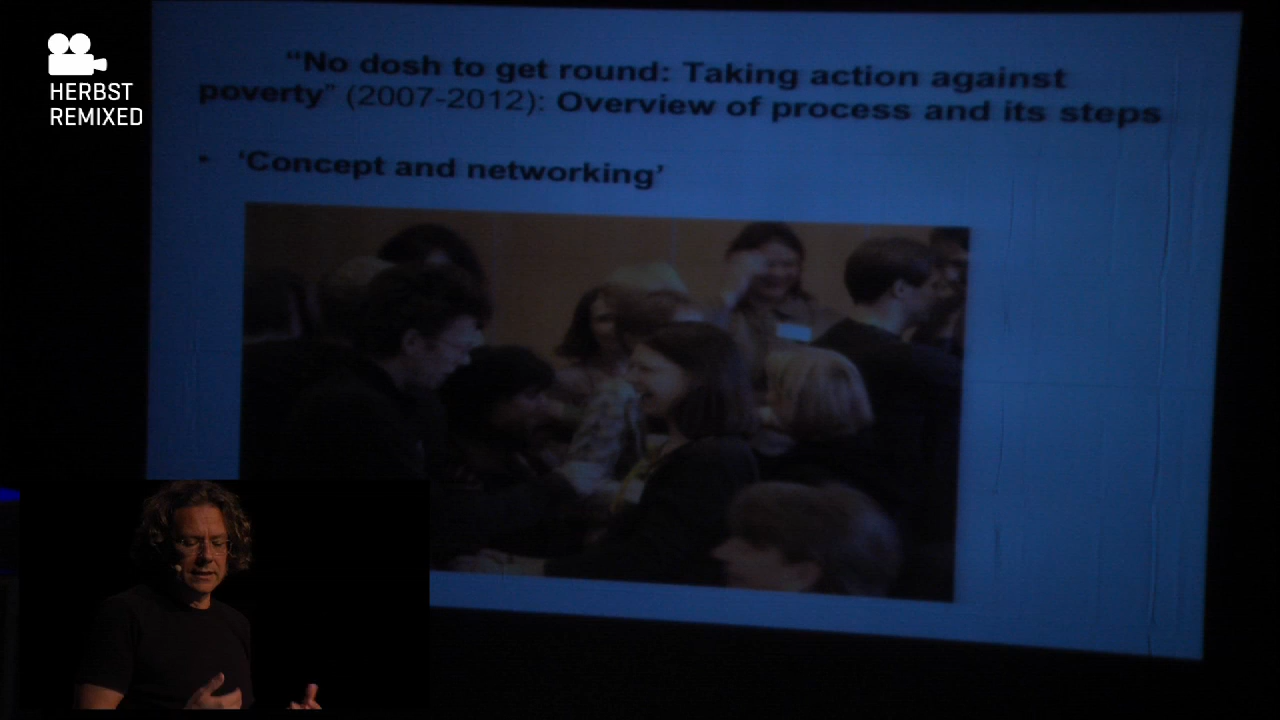 HERBST
REMIXED
“No dosh to get round: Taking action against
poverty” (2007-2012): Overview of process and its steps
‘Concept and networking’